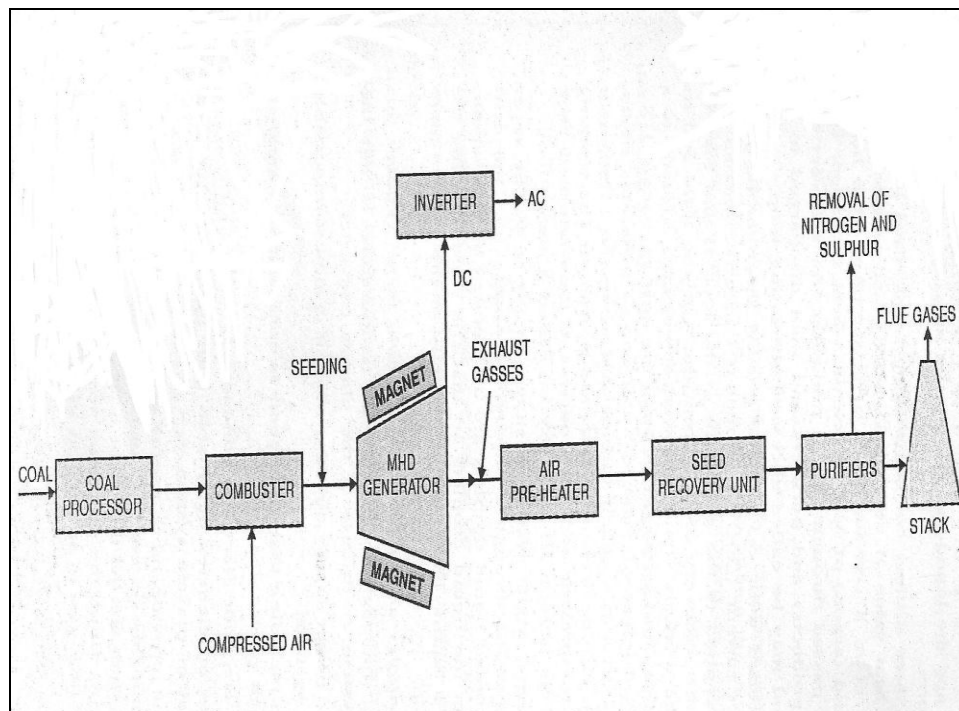 INVERTER
AC
DC
REMOVAL OF
NITROGEN AND
SULPHUR
FLUE GASES
SEEDING
EXHAUST
GASSES
MAGNET
COAL
COAL
PROCESSOR
COMBUSTER
MHD
GENERATOR
AIR
PRE-HEATER
SEED
RECOVERY UNIT
PURIFIERS
STACK
MAGNET
COMPRESSED AIR